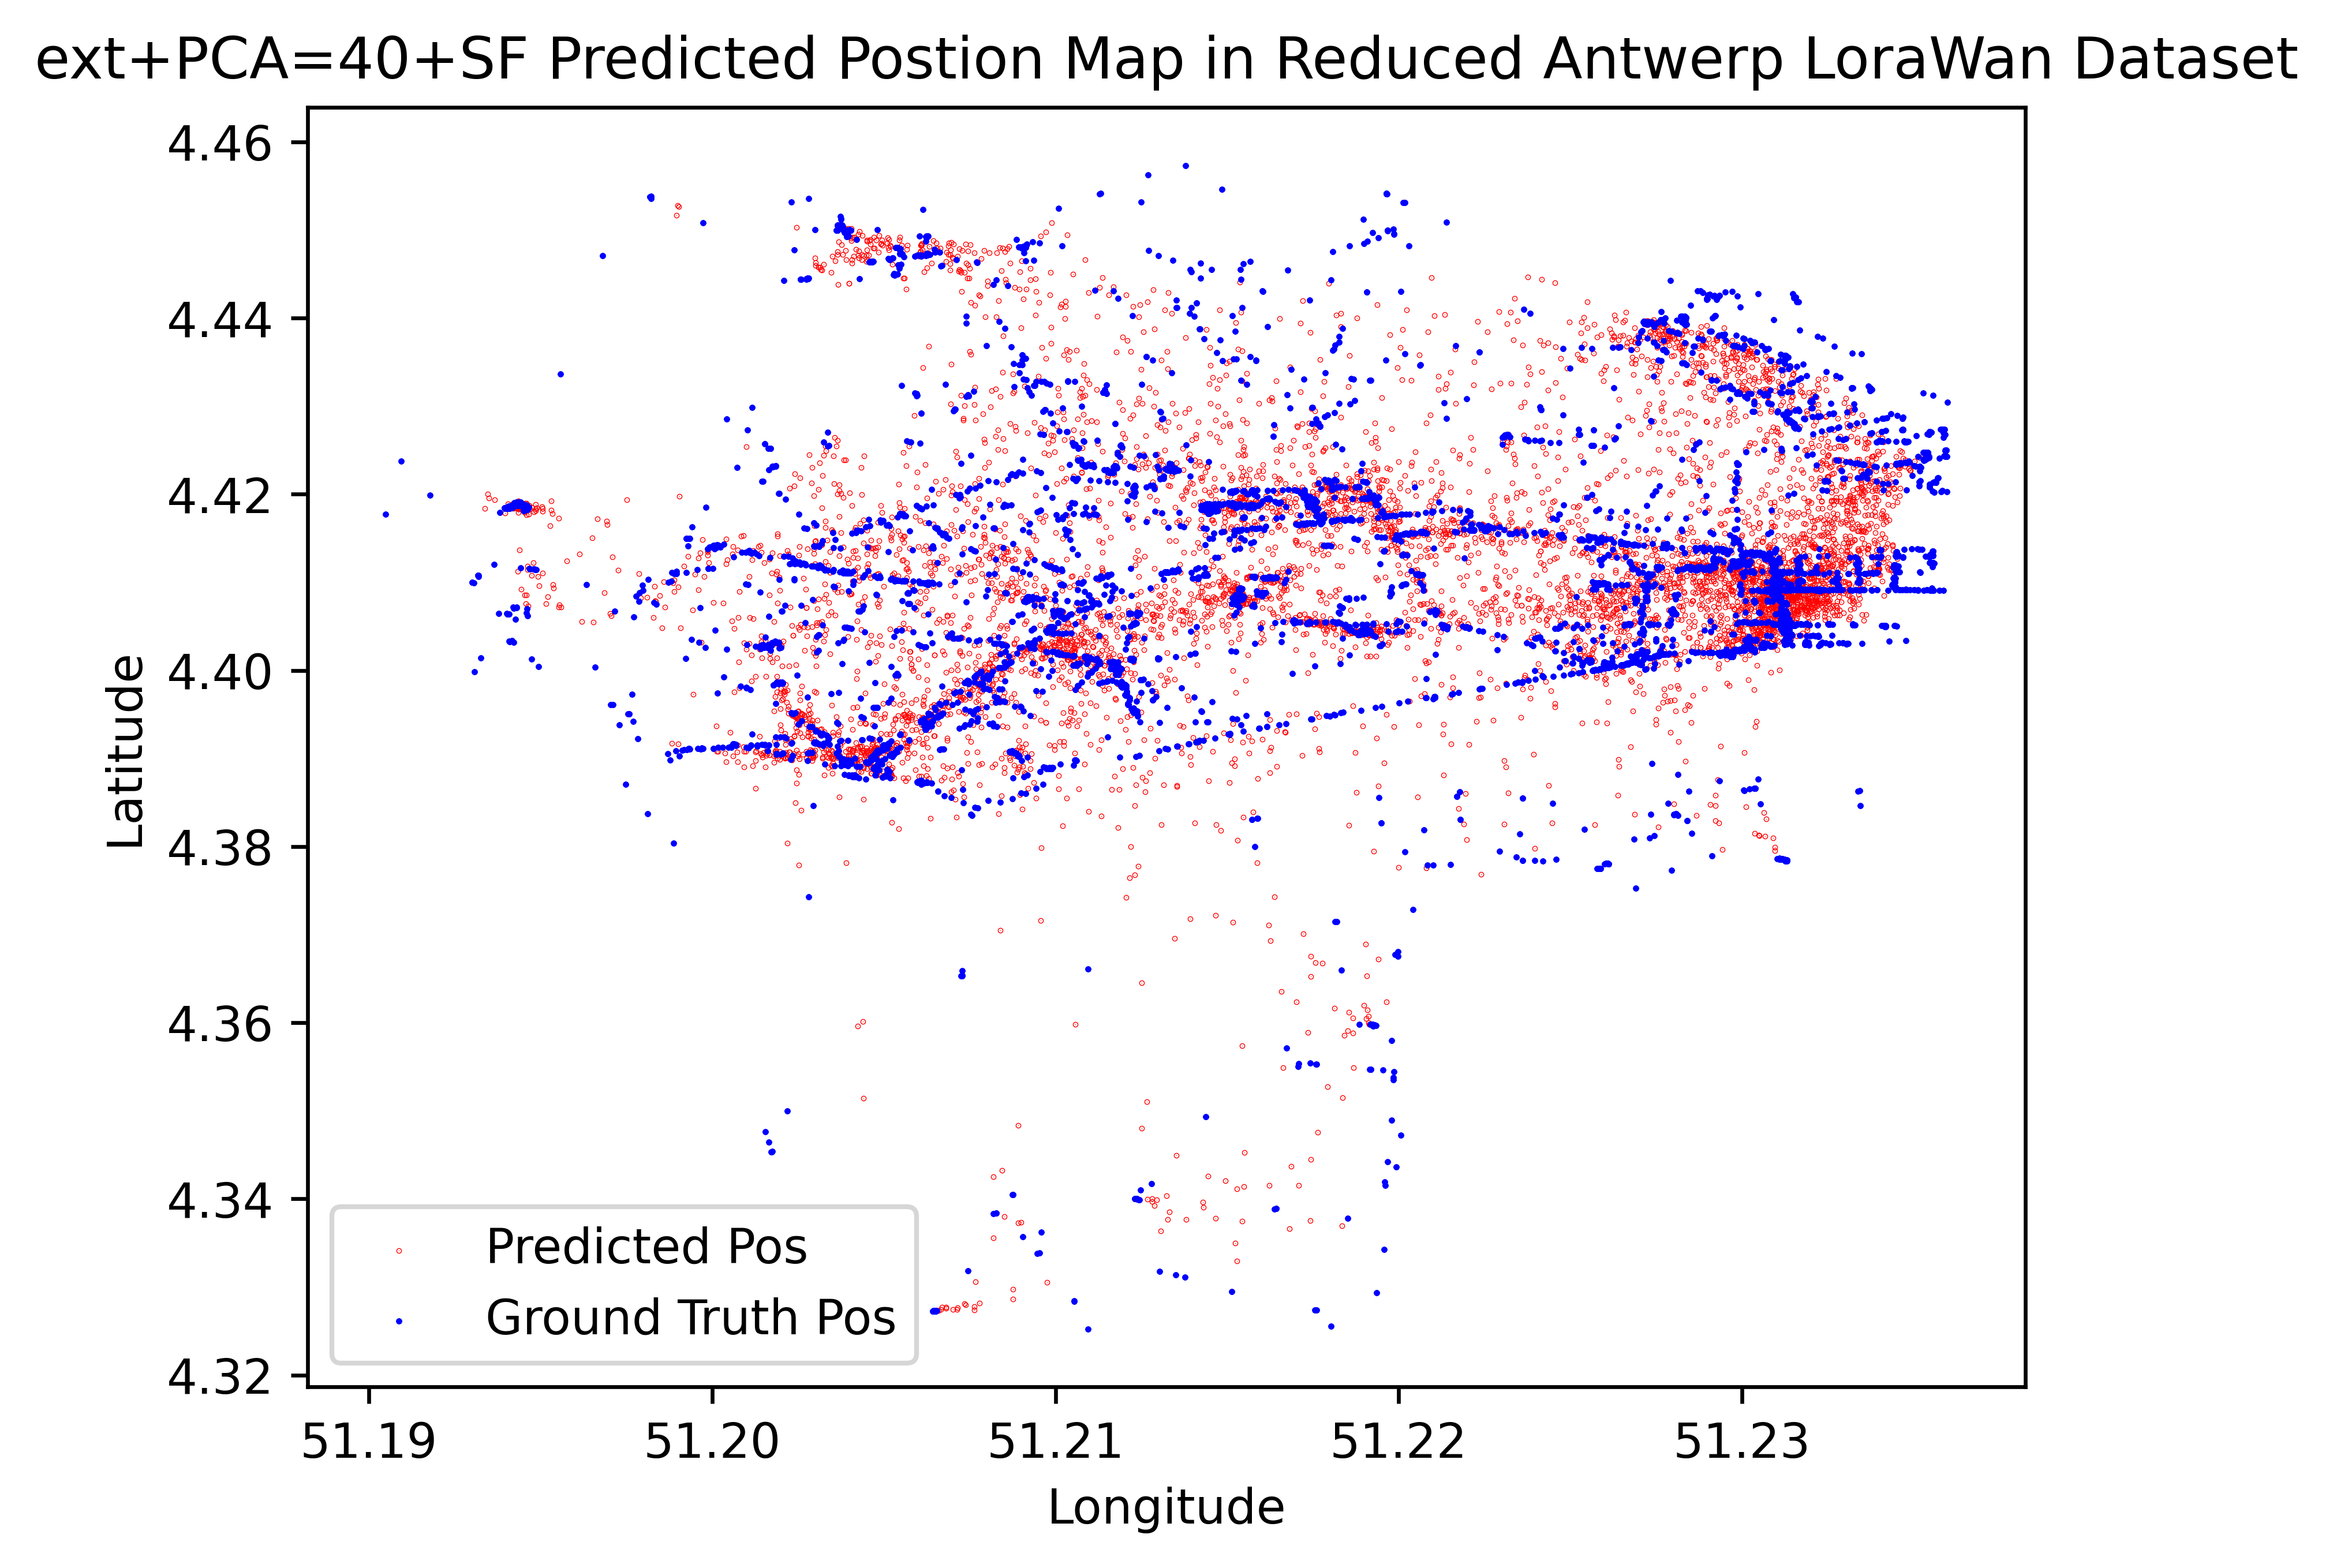 ext+PCA=40+SF Predicted Postion Map in Reduced Antwerp LoraWan Dataset
4.46
4.44
4.42
4.40
4.38
4.36
4.34
4.32
Latitude
Predicted Pos
Ground Truth Pos
51.19 51.20 51.21 51.22 51.23
Longitude